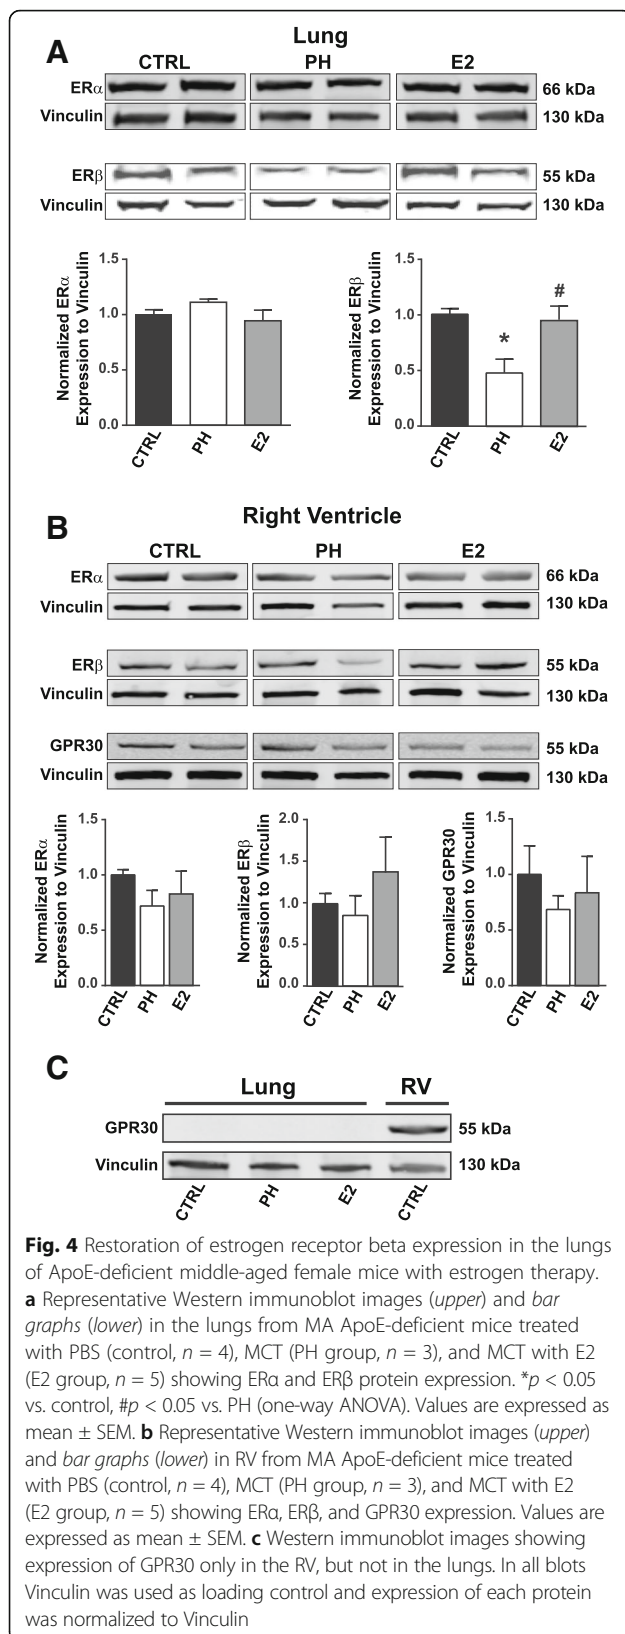 A
Lung
CTRL PH E2
ERα 66 kDa
Vinculin 130 kDa
ERβ 55 kDa
Vinculin 130 kDa
Normalized ERα
Expression to Vinculin
1.5
1.0
0.5
0.0
CTRL
PH
E2
Normalized ERβ
Expression to Vinculin
1.5
1.0
0.5
0.0
*
#
CTRL
PH
E2
B
Right Ventricle
CTRL PH E2
ERα 66 kDa
Vinculin 130 kDa
ERβ 55 kDa
Vinculin 130 kDa
GPR30 55 kDa
Vinculin 130 kDa
Normalized ERα
Expression to Vinculin
1.5
1.0
0.5
0.0
CTRL
PH
E2
Normalized ERβ
Expression to Vinculin
2.0
1.5
1.0
0.5
0.0
CTRL
PH
E2
Normalized GPR30
Expression to Vinculin
1.5
1.0
0.5
0.0
CTRL
PH
E2
C
Lung RV
GPR30 55 kDa
Vinculin 130 kDa
CTRL
PH
E2
CTRL
Fig. 4 Restoration of estrogen receptor beta expression in the lungs
of ApoE-deficient middle-aged female mice with estrogen therapy.
a Representative Western immunoblot images (upper) and bar
graphs (lower) in the lungs from MA ApoE-deficient mice treated
with PBS (control, n = 4), MCT (PH group, n = 3), and MCT with E2
(E2 group, n = 5) showing ERα and ERβ protein expression. *p < 0.05
vs. control, #p < 0.05 vs. PH (one-way ANOVA). Values are expressed as
mean ± SEM. b Representative Western immunoblot images (upper)
and bar graphs (lower) in RV from MA ApoE-deficient mice treated
with PBS (control, n = 4), MCT (PH group, n = 3), and MCT with E2
(E2 group, n = 5) showing ERα, ERβ, and GPR30 expression. Values are
expressed as mean ± SEM. c Western immunoblot images showing
expression of GPR30 only in the RV, but not in the lungs. In all blots
Vinculin was used as loading control and expression of each protein
was normalized to Vinculin